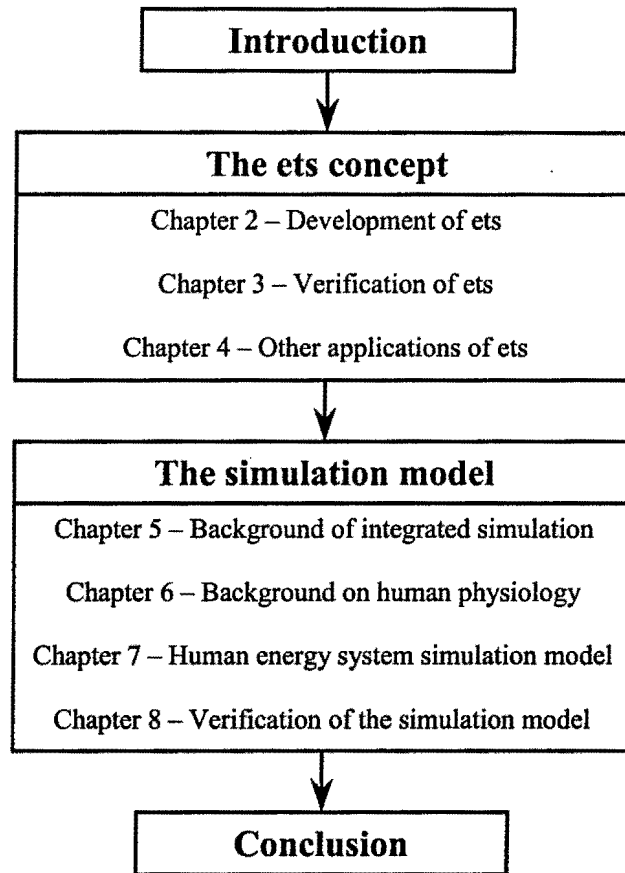 Introduction
The ets concept
Chapter 2 – Development of ets
Chapter 3 – Verification of ets
Chapter 4 – Other applications of ets
The simulation model
Chapter 5 – Background of integrated simulation
Chapter 6 – Background on human physiology
Chapter 7 – Human energy system simulation model
Chapter 8 – Verification of the simulation model
Conclusion